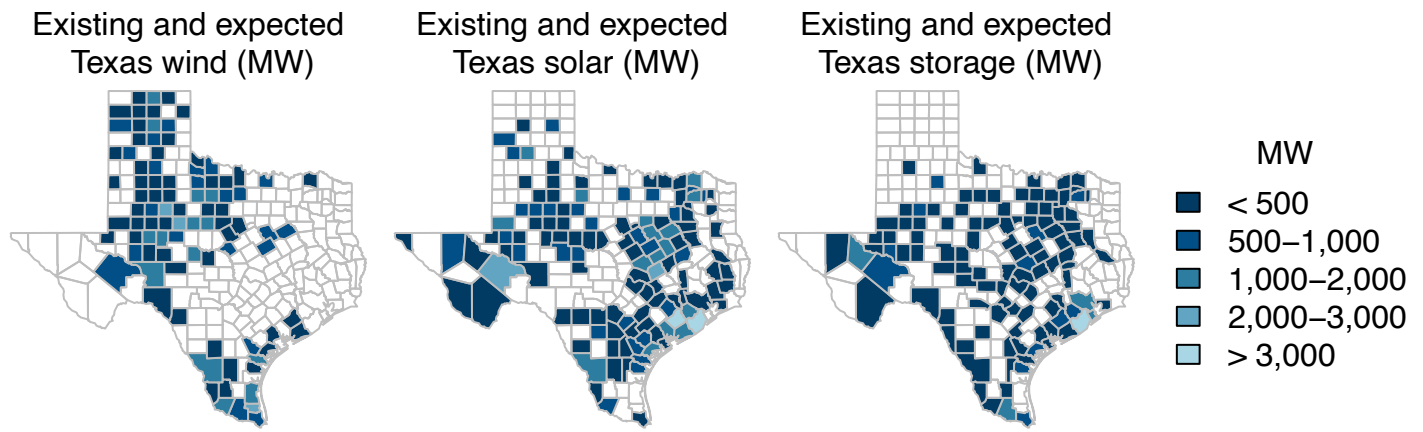 Existing and expected
Texas wind (MW)
Existing and expected
Texas solar (MW)
Existing and expected
Texas storage (MW)
MW
< 500
500–1,000
1,000–2,000
2,000–3,000
> 3,000